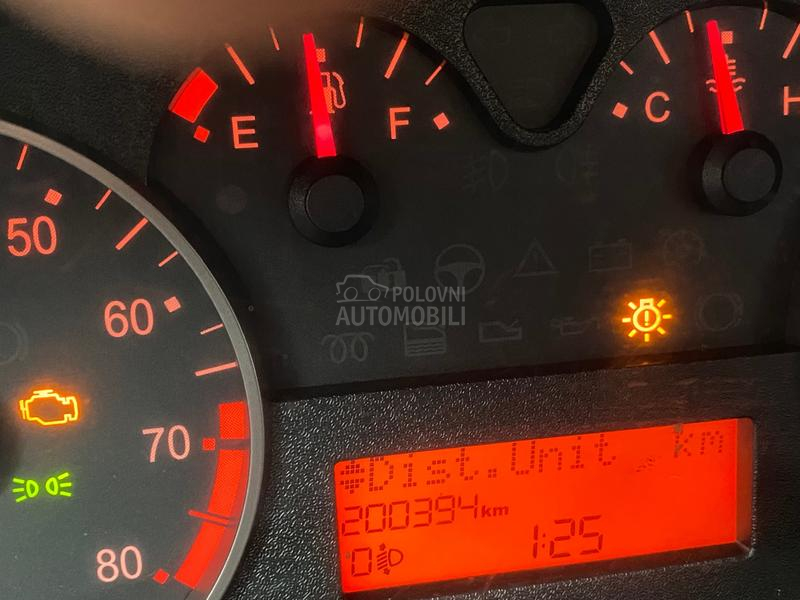 E F
C H
50
60
70
80
POLOVNI
AUTOMOBILI
Dist.Unit km
200394km
0 1:25